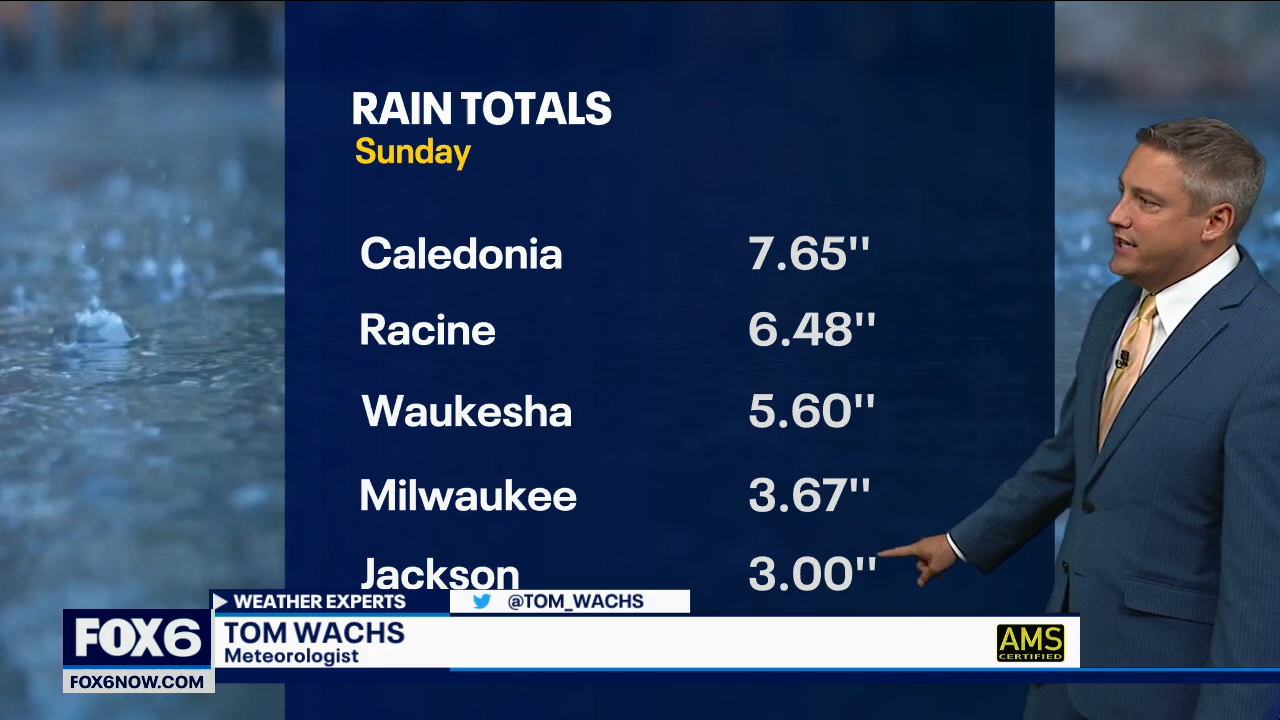 RAIN TOTALS
Sunday
Caledonia 7.65"
Racine 6.48"
Waukesha 5.60"
Milwaukee 3.67"
Jackson 3.00"
WEATHER EXPERTS @TOM_WACHS
FOX6 TOM WACHS
Meteorologist
AMS
CERTIFIED
FOX6NOW.COM